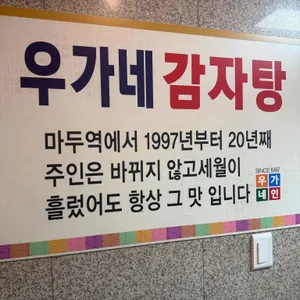 우가네 감자탕
마두역에서 1997년부터 20년째
주인은 바뀌지 않고세월이
흘렀어도 항상 그 맛 입니다
SINCE 1992
우가
네인